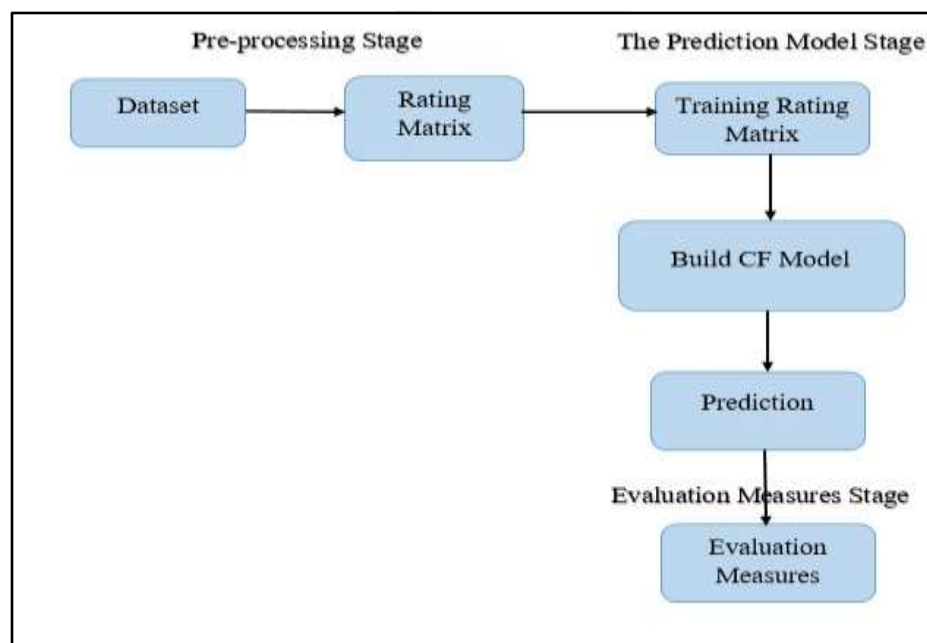 Pre-processing Stage
The Prediction Model Stage
Dataset
Rating
Matrix
Training Rating
Matrix
Build CF Model
Prediction
Evaluation Measures Stage
Evaluation
Measures